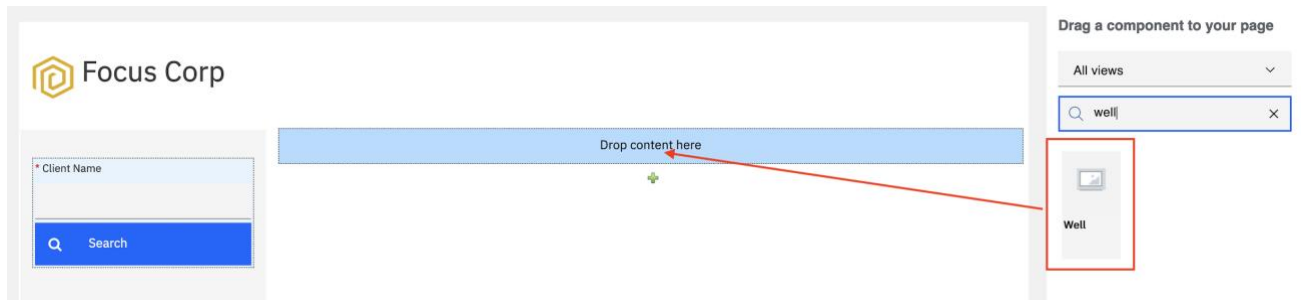 Focus Corp
* Client Name
Search
Drop content here
Drag a component to your page
All views
well
Well